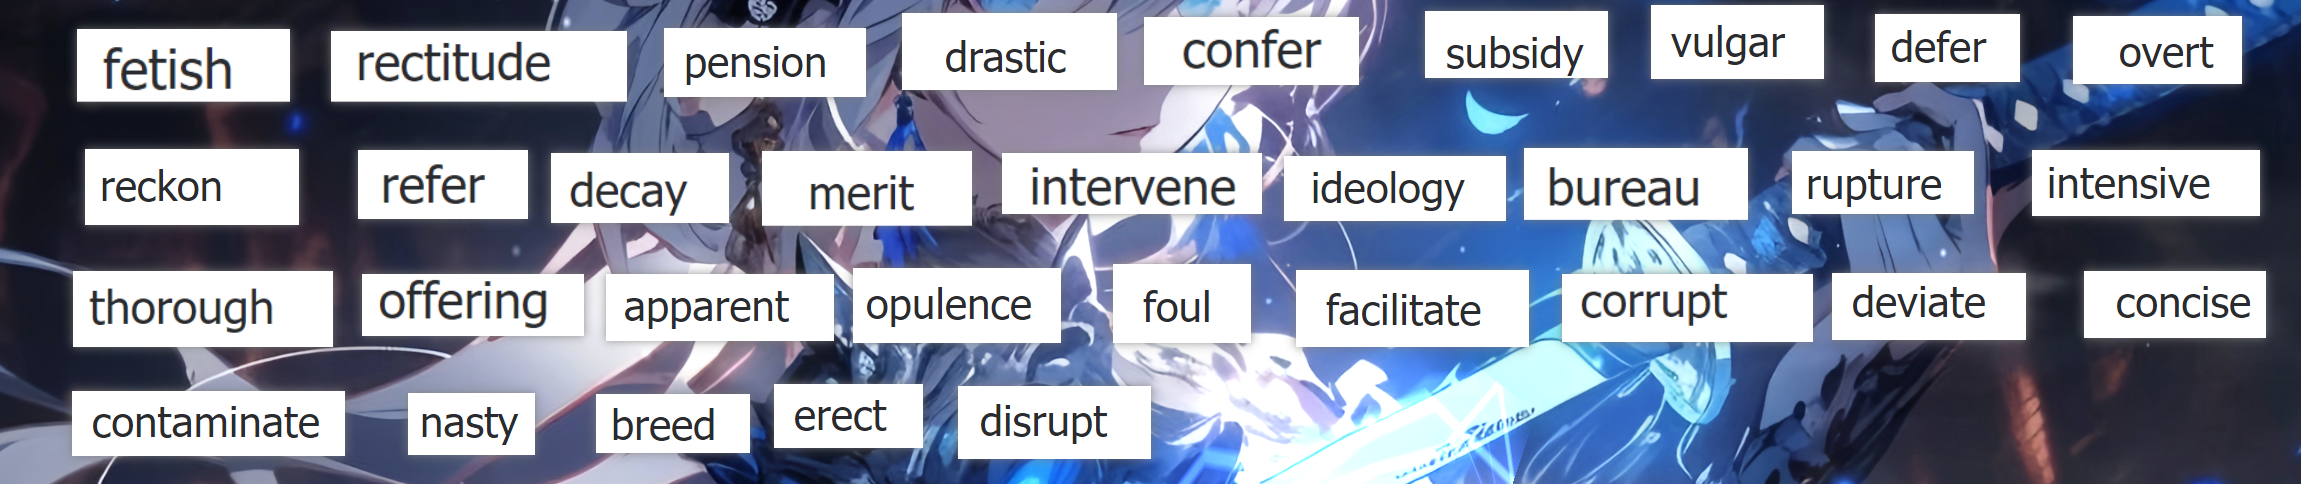 fetish rectitude pension drastic confer subsidy vulgar defer overt
reckon refer decay merit intervene ideology bureau rupture intensive
thorough offering apparent opulence foul facilitate corrupt deviate concise
contaminate nasty breed erect disrupt